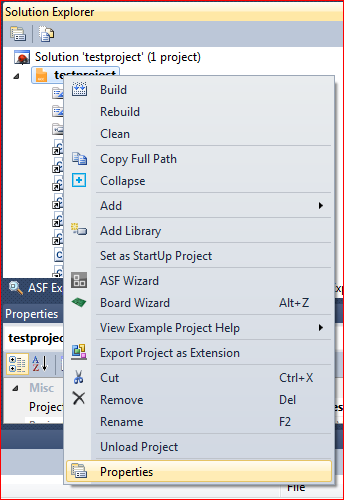 Solution Explorer
Solution 'testproject' (1 project)
testproject
Build
Rebuild
Clean
Copy Full Path
Collapse
Add
Add Library
Set as StartUp Project
ASF Wizard
Board Wizard Alt+Z
View Example Project Help
Export Project as Extension
Cut Ctrl+X
Remove Del
Rename F2
Unload Project
Properties
ASF Ex
Properties
testprojec
Misc
Project
File